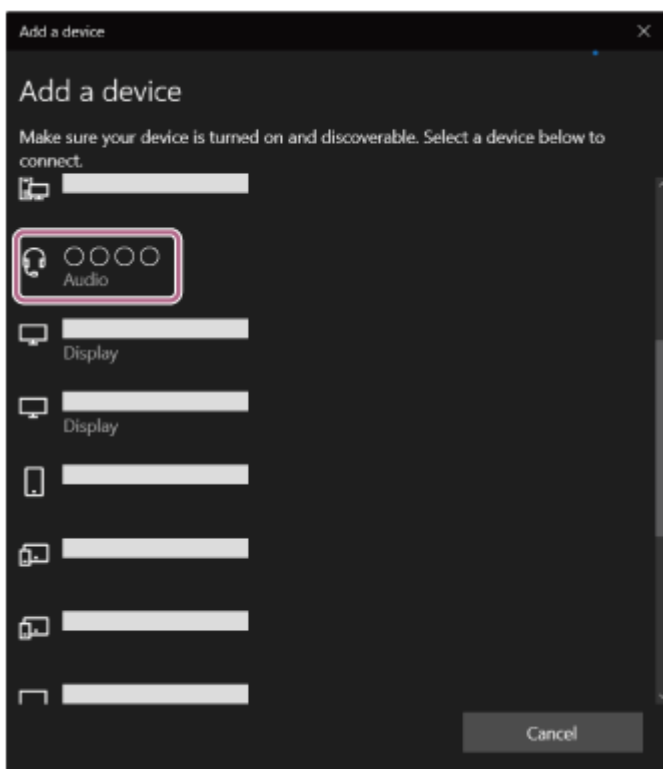 Add a device
Add a device
Make sure your device is turned on and discoverable. Select a device below to
connect.
○○○○
Audio
Display
Display
Cancel